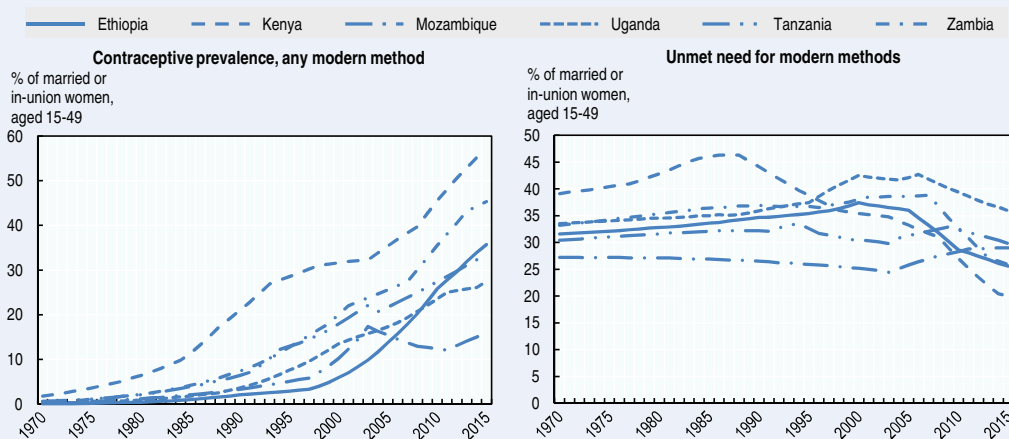 Ethiopia Kenya Mozambique Uganda Tanzania Zambia
Contraceptive prevalence, any modern method
% of married or
in-union women,
aged 15-49
60
50
40
30
20
10
0
1970 1975 1980 1985 1990 1995 2000 2005 2010 2015
Unmet need for modern methods
% of married or
in-union women,
aged 15-49
50
45
40
35
30
25
20
15
10
5
0
1970 1975 1980 1985 1990 1995 2000 2005 2010 2015